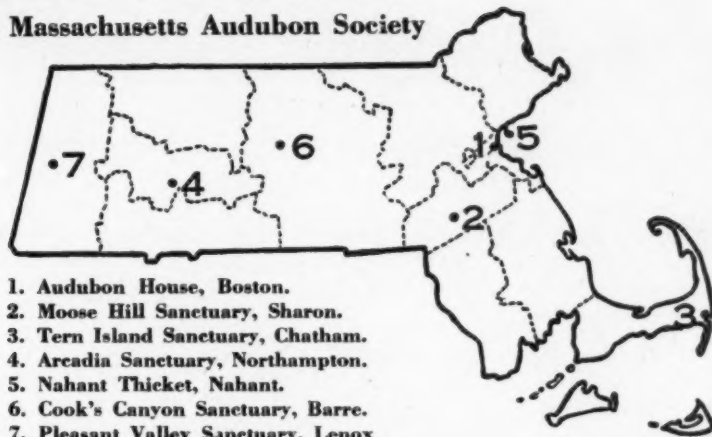 Massachusetts Audubon Society
7
6
4
1
5
2
3
1. Audubon House, Boston.
2. Moose Hill Sanctuary, Sharon.
3. Tern Island Sanctuary, Chatham.
4. Arcadia Sanctuary, Northampton.
5. Nahant Thicket, Nahant.
6. Cook's Canyon Sanctuary, Barre.
7. Pleasant Valley Sanctuary, Lenox